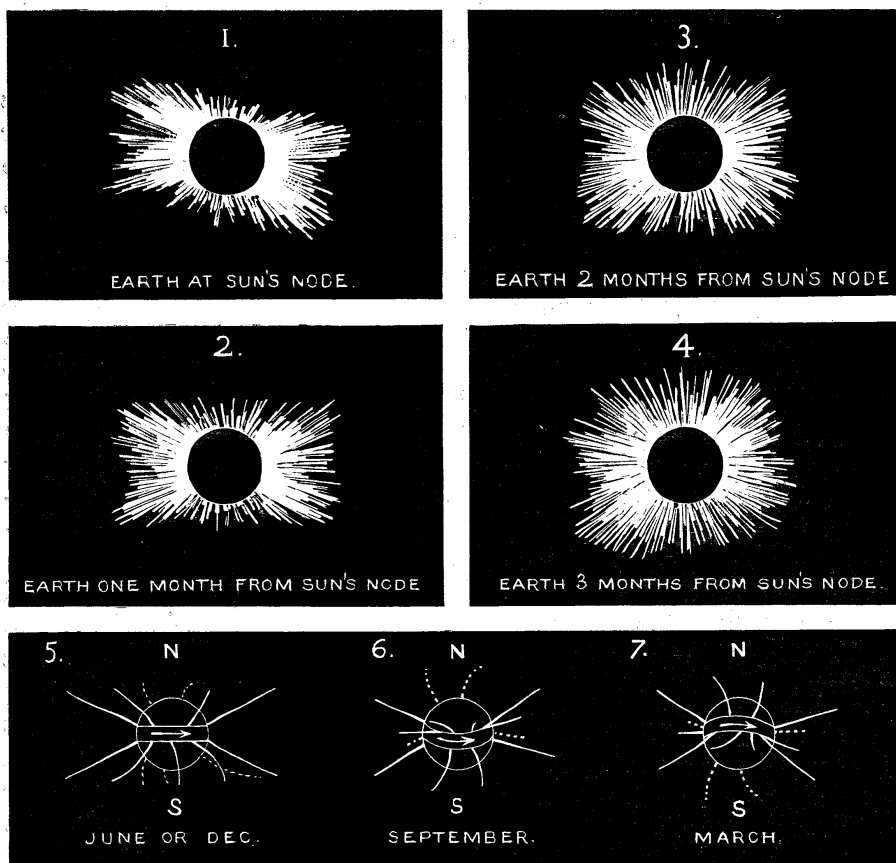 1.
EARTH AT SUN'S NODE.
3.
EARTH 2 MONTHS FROM SUN'S NODE
2.
EARTH ONE MONTH FROM SUN'S NODE
4.
EARTH 3 MONTHS FROM SUN'S NODE.
5. N
S
JUNE OR DEC.
6. N
S
SEPTEMBER.
7. N
S
MARCH.